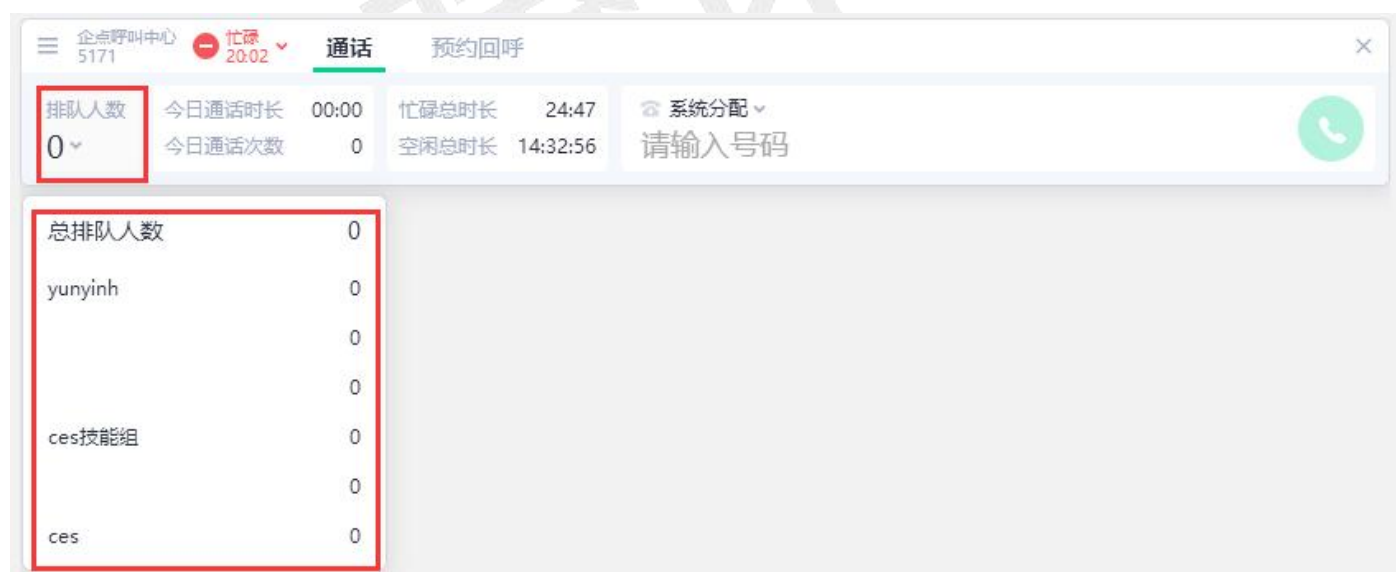 企点呼叫中心
5171
忙碌
20:02
通话
预约回呼
排队人数
0
今日通话时长 00:00
今日通话次数 0
忙碌总时长 24:47
空闲总时长 14:32:56
系统分配
请输入号码
总排队人数 0
yunyinh 0
0
0
ces技能组 0
0
ces 0